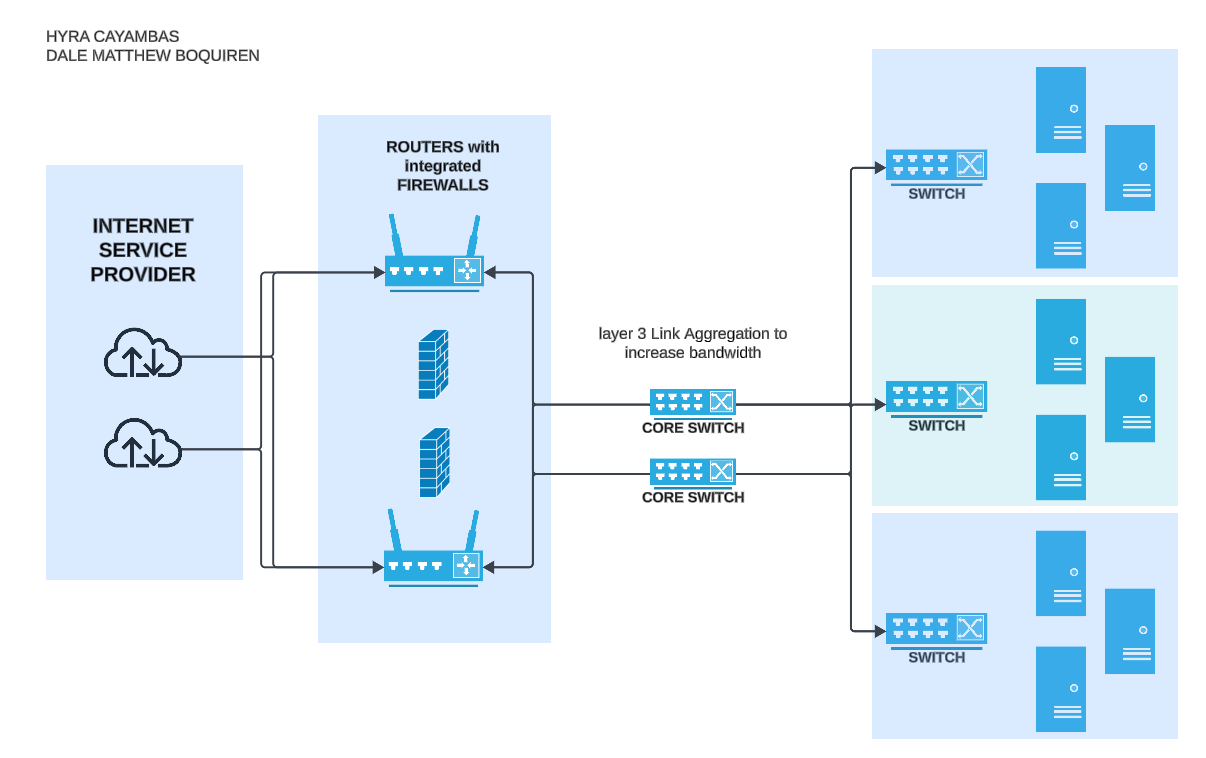 HYRA CAYAMBAS
DALE MATTHEW BOQUIREN
INTERNET
SERVICE
PROVIDER
ROUTERS with
integrated
FIREWALLS
layer 3 Link Aggregation to
increase bandwidth
CORE SWITCH
CORE SWITCH
SWITCH
SWITCH
SWITCH